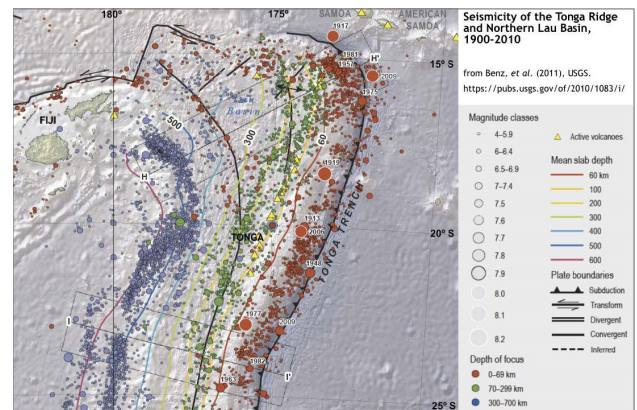 180°
175°
SAMOA
AMERICAN
SAMOA
1917
1981
1957
H'
2009
15° S
1975
FIJI
500
Lau
Basin
300
60
H
1919
1913
2006
TONGA
20° S
1948
TONGA TRENCH
I
1977
2000
1982
I'
1963
25° S
Seismicity of the Tonga Ridge
and Northern Lau Basin,
1900-2010
from Benz, et al. (2011), USGS.
https://pubs.usgs.gov/of/2010/1083/i/
Magnitude classes
4–5.9
6–6.4
6.5–6.9
7–7.4
7.5
7.6
7.7
7.8
7.9
8.0
8.1
8.2
Depth of focus
0–69 km
70–299 km
300–700 km
Active volcanoes
Mean slab depth
60 km
100
200
300
400
500
600
Plate boundaries
Subduction
Transform
Divergent
Convergent
Inferred